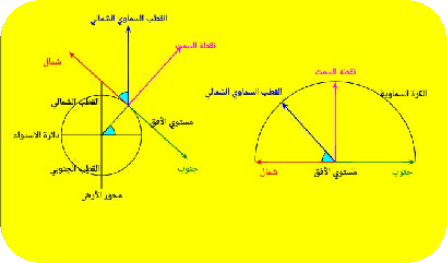 القطب السماوي الشمالي
نقطة السمت
شمال
القطب الشمالي
مستوي الأفق
دائرة الاستواء
القطب الجنوبي
جنوب
محور الأرض
نقطة السمت
القطب السماوي الشمالي
الكرة السماوية
شمال
مستوي الأفق
جنوب